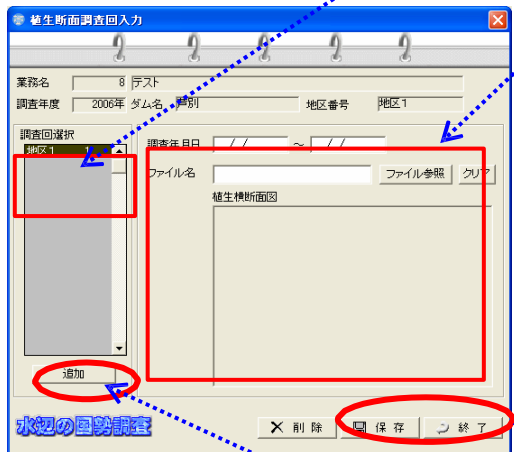 植生断面調査回入力
業務名 8 テスト
調査年度 2006年 ダム名 芦別 地区番号 地区1
調査回選択
地区1 1
調査年月日 / / ～ / /
ファイル名 ファイル参照 クリア
植生横断面図
追加
水辺の国勢調査 削除 保存 終了